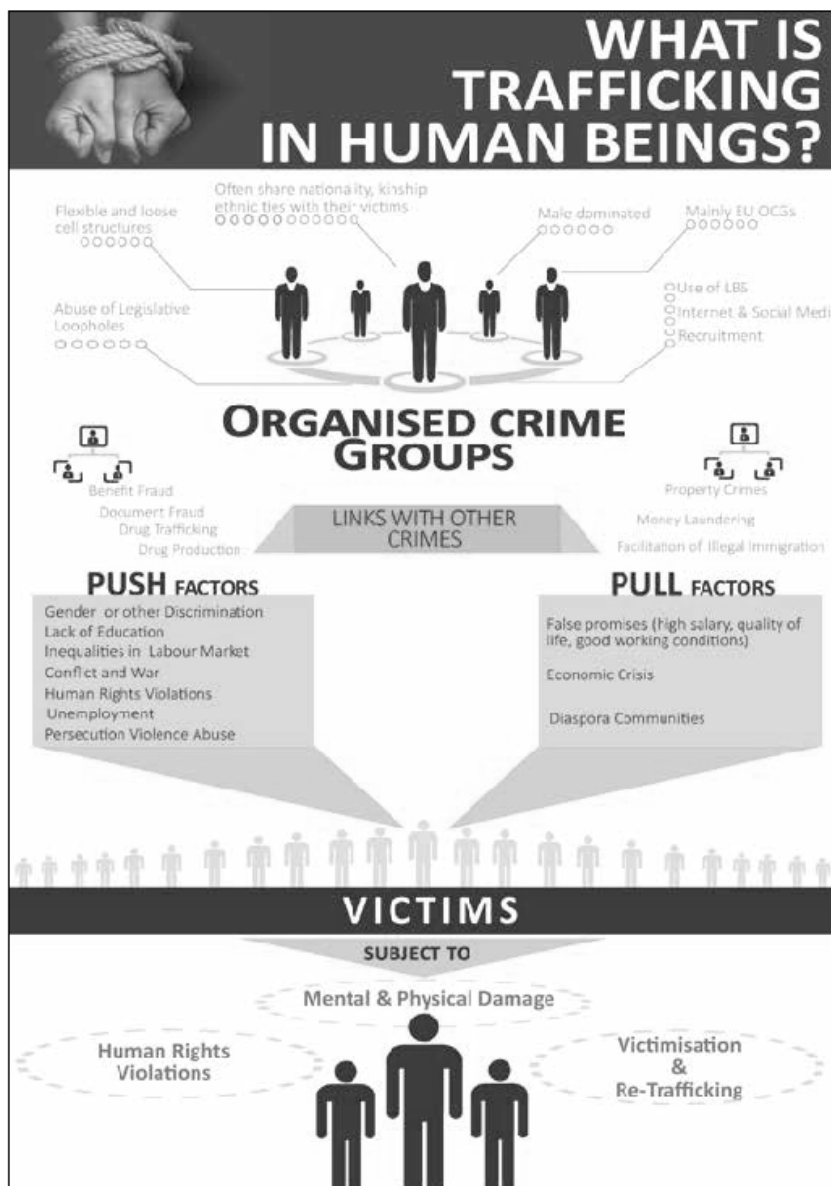 WHAT IS
TRAFFICKING
IN HUMAN BEINGS?
Often share nationality, kinship
ethnic ties with their victims
Flexible and loose
cell structures
Male dominated
Mainly EU OCGs
Abuse of Legislative
Loopholes
Use of LBS
Internet & Social Medi
Recruitment
ORGANISED CRIME
GROUPS
Benefit Fraud
Document Fraud
Drug Trafficking
Drug Production
LINKS WITH OTHER
CRIMES
Property Crimes
Money Laundering
Facilitation of Illegal Immigration
PUSH FACTORS
Gender or other Discrimination
Lack of Education
Inequalities in Labour Market
Conflict and War
Human Rights Violations
Unemployment
Persecution Violence Abuse
PULL FACTORS
False promises (high salary, quality of
life, good working conditions)
Economic Crisis
Diaspora Communities
VICTIMS
SUBJECT TO
Mental & Physical Damage
Human Rights
Violations
Victimisation
&
Re-Trafficking